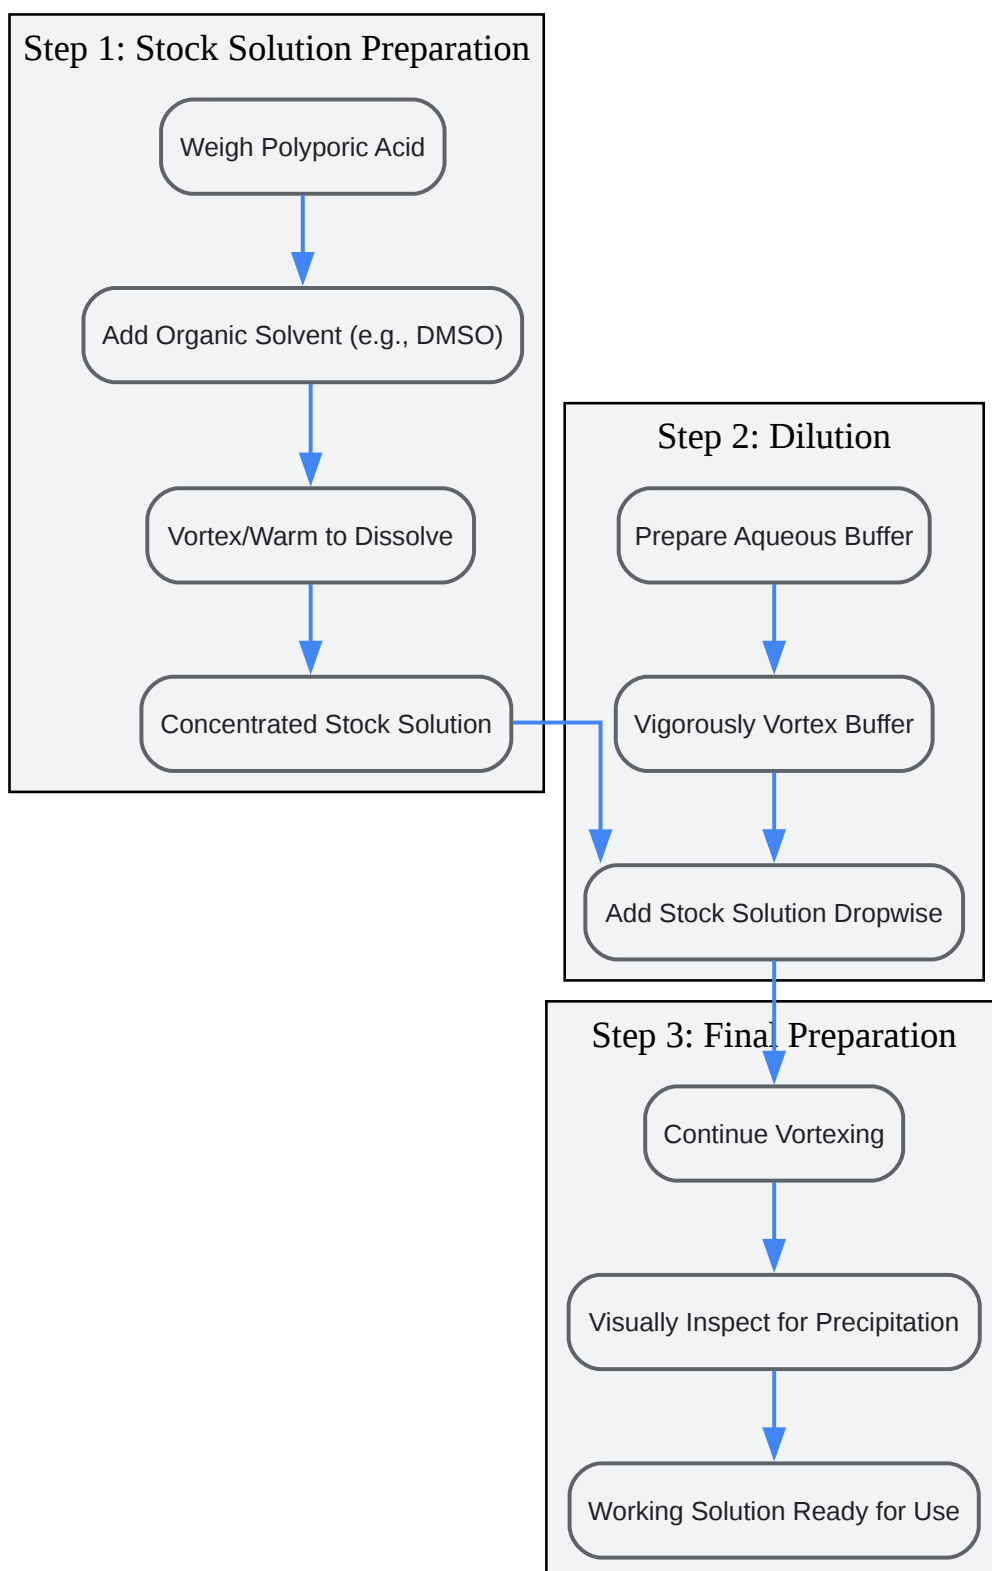 Step 1: Stock Solution Preparation
Weigh Polyporic Acid
Add Organic Solvent (e.g., DMSO)
Vortex/Warm to Dissolve
Concentrated Stock Solution
Step 2: Dilution
Prepare Aqueous Buffer
Vigorously Vortex Buffer
Add Stock Solution Dropwise
Step 3: Final Preparation
Continue Vortexing
Visually Inspect for Precipitation
Working Solution Ready for Use